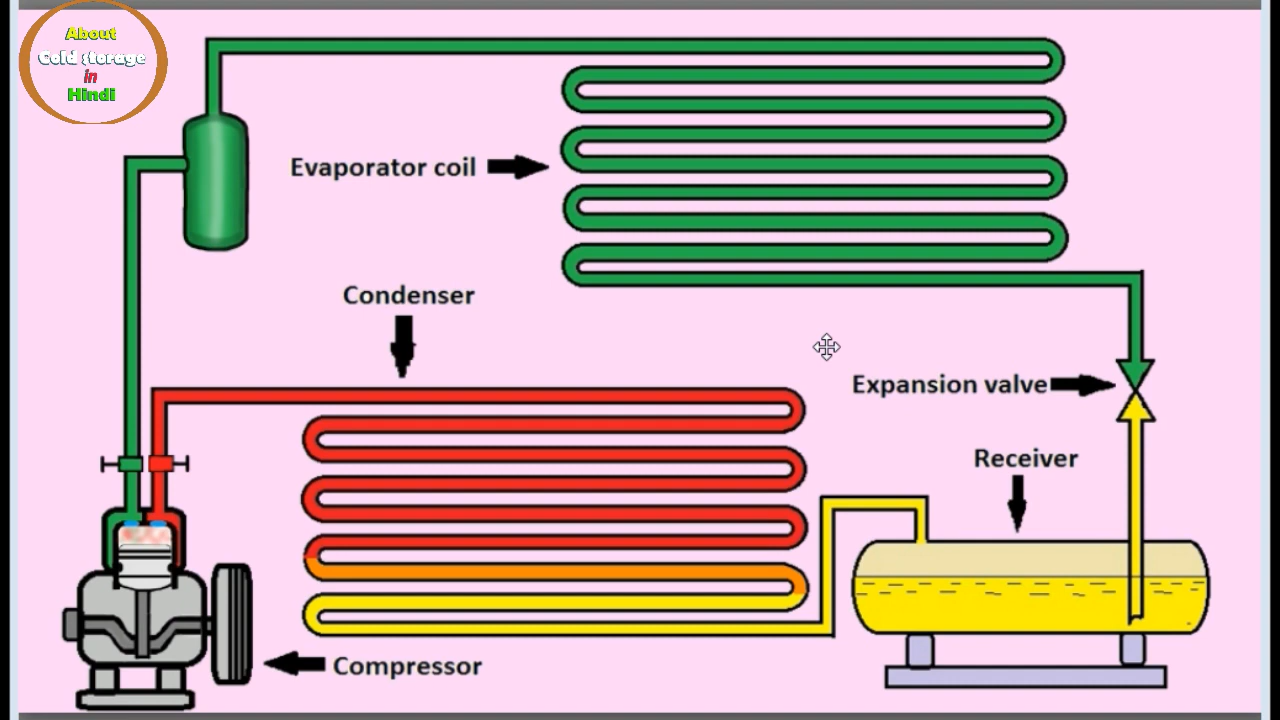 About
Cold storage
in
Hindi
Evaporator coil
Condenser
Expansion valve
Receiver
Compressor